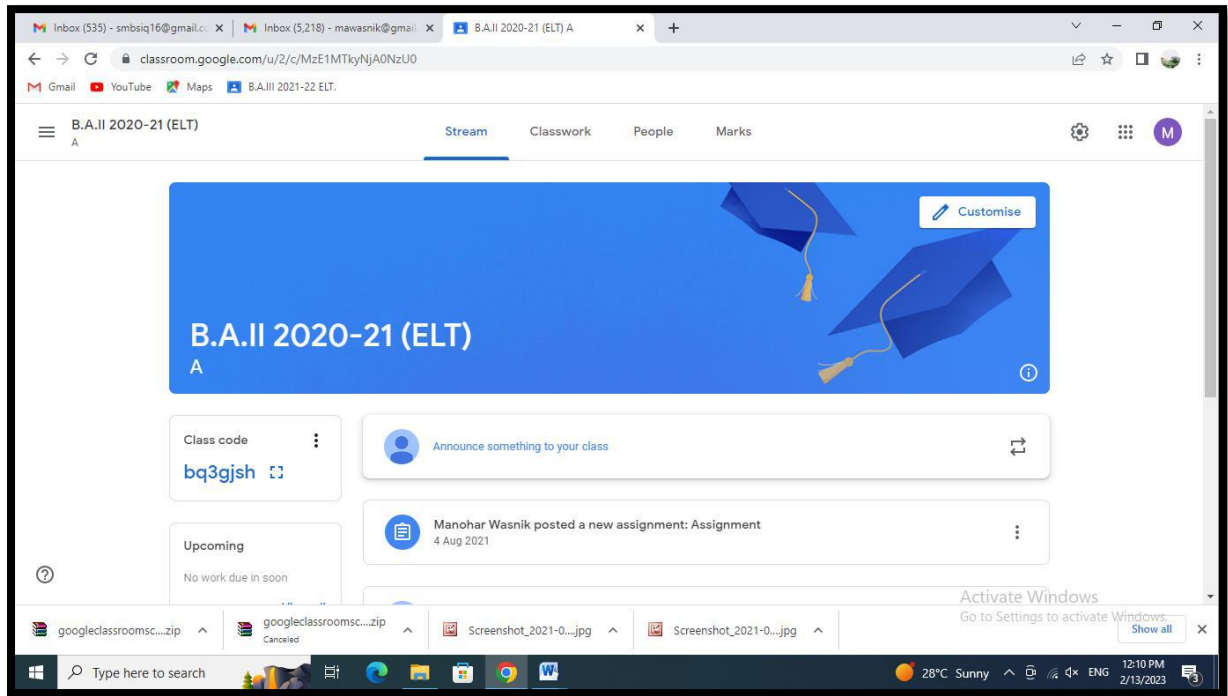 Inbox (535) - smbsiq16@gmail.c
Inbox (5,218) - mawasnik@gmail
B.A.II 2020-21 (ELT) A
classroom.google.com/u/2/c/MzE1MTkyNjA0NzU0
Gmail
YouTube
Maps
B.A.III 2021-22 ELT.
B.A.II 2020-21 (ELT)
A
Stream
Classwork
People
Marks
M
Customise
B.A.II 2020-21 (ELT)
A
Class code
bq3gjsh
Announce something to your class
Manohar Wasnik posted a new assignment: Assignment
4 Aug 2021
Upcoming
No work due in soon
Activate Windows
Go to Settings to activate Windows.
googleclassroomsc....zip
googleclassroomsc....zip
Canceled
Screenshot_2021-0....jpg
Screenshot_2021-0....jpg
Show all
Type here to search
28°C Sunny
ENG
12:10 PM
2/13/2023
3